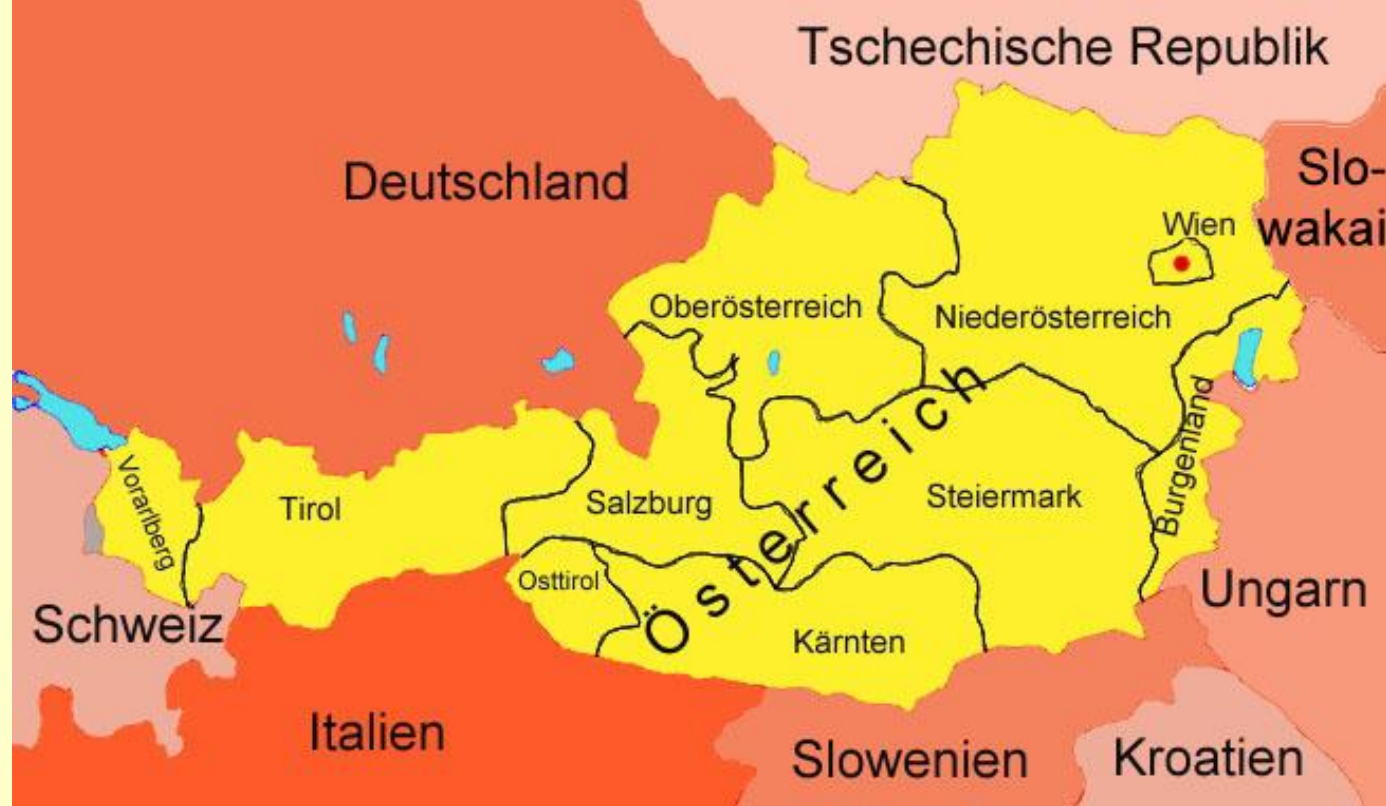 Tschechische Republik
Deutschland
Slo-
wakai
Wien
Oberösterreich
Niederösterreich
Österreich
Burgenland
Vorarlberg
Tirol
Salzburg
Steiermark
Osttirol
Schweiz
Kärnten
Ungarn
Italien
Slowenien
Kroatien